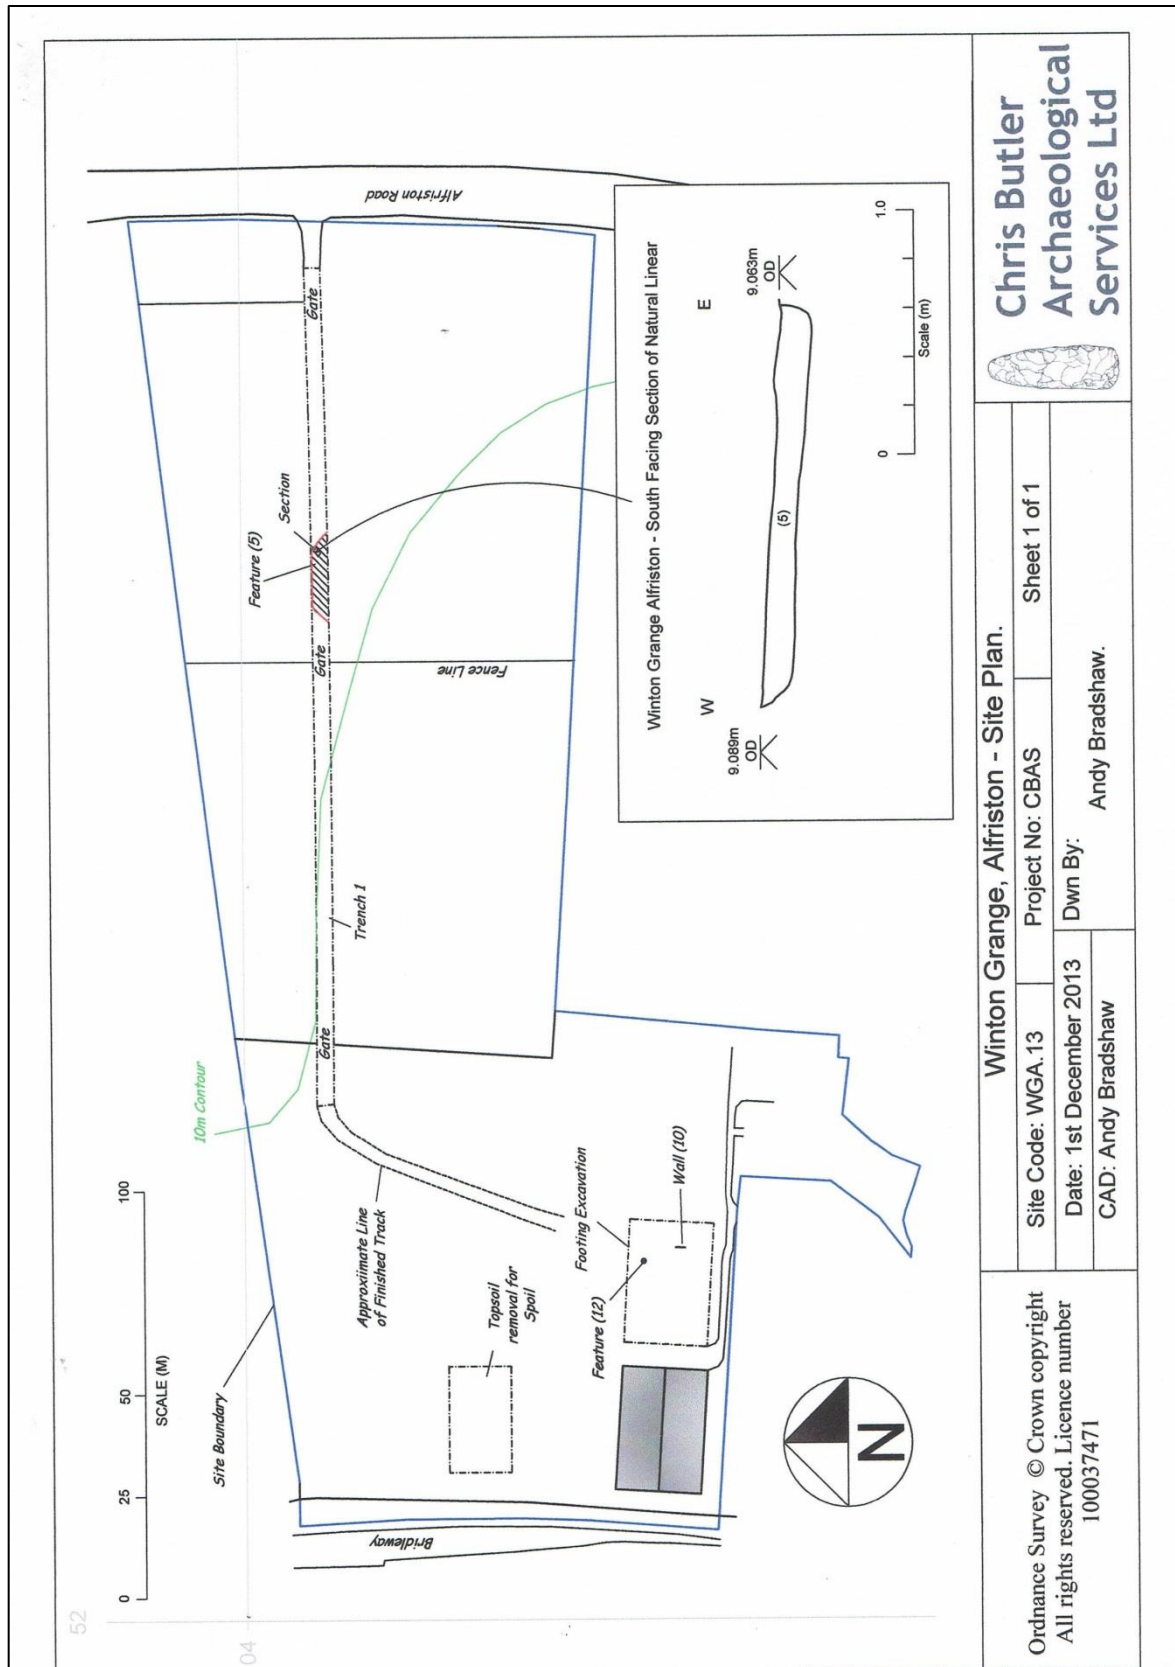 52
04
Alfriston Road
Gate
Section
Feature (5)
Gate
Fence Line
Trench 1
Gate
10m Contour
Approxiimate Line
of Finished Track
Site Boundary
Topsoil
removal for
Spoil
Footing Excavation
Wall (10)
Feature (12)
Bridleway
0
25
50
100
SCALE (M)
N
Winton Grange Alfriston - South Facing Section of Natural Linear
W
E
9.089m
OD
9.063m
OD
(5)
0
1.0
Scale (m)
Ordnance Survey © Crown copyright
All rights reserved. Licence number
100037471
Winton Grange, Alfriston - Site Plan.
Site Code: WGA.13
Project No: CBAS
Sheet 1 of 1
Date: 1st December 2013
Dwn By:
Andy Bradshaw.
CAD: Andy Bradshaw
Chris Butler
Archaeological
Services Ltd